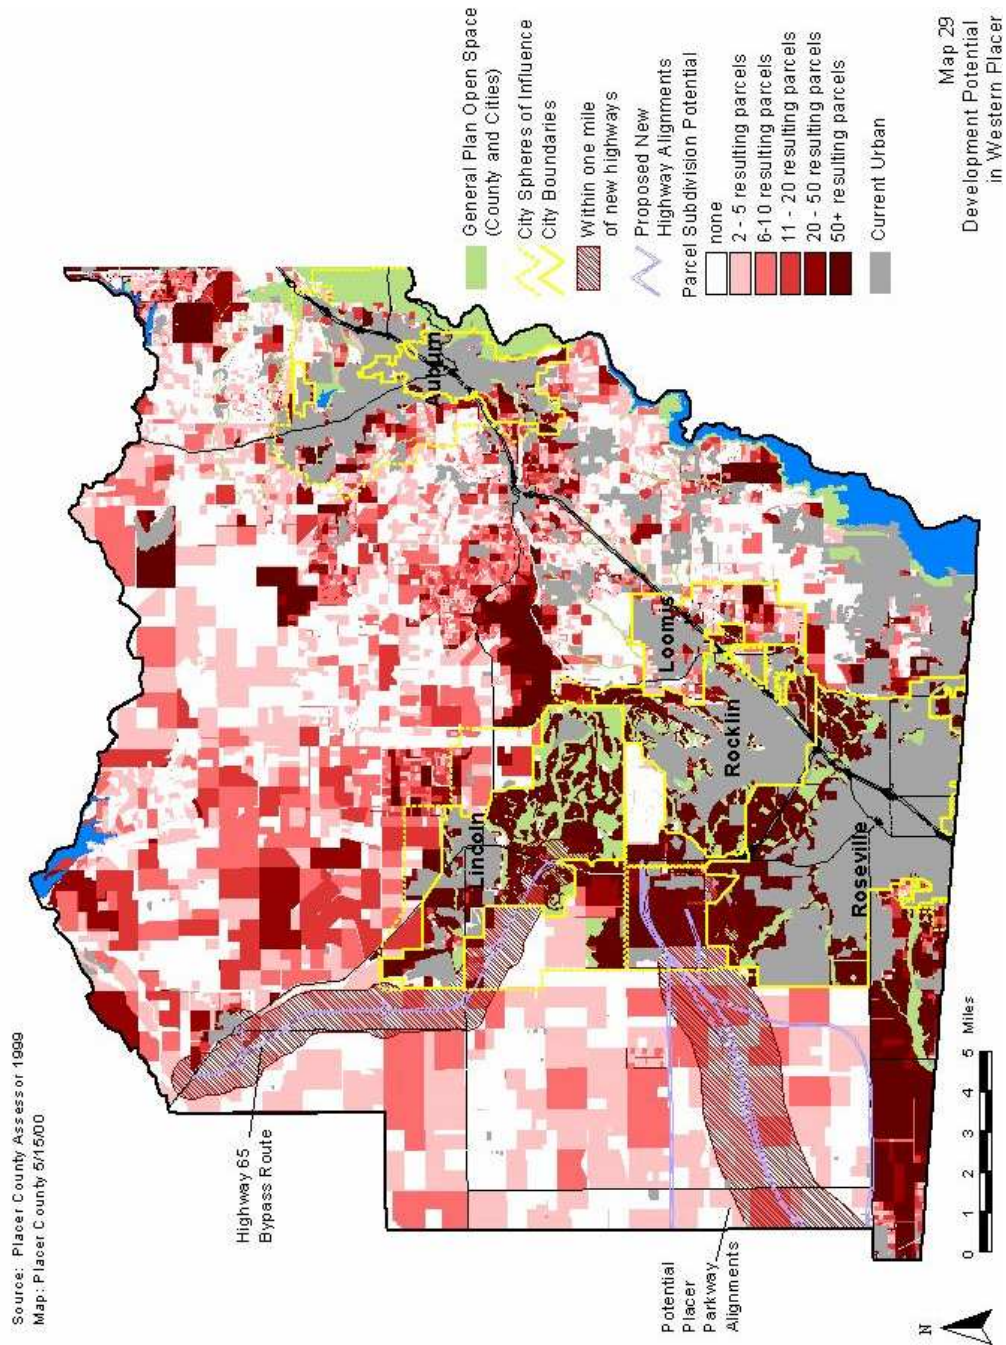 Source: Placer County Assessor 1999
Map: Placer County 5/15/00
Highway 65
Bypass Route
Potential
Placer
Parkway
Alignments
Auburn
Loomis
Lincoln
Rocklin
Roseville
N
0 1 2 3 4 5 Miles
General Plan Open Space
(County and Cities)
City Spheres of Influence
City Boundaries
Within one mile
of new highways
Proposed New
Highway Alignments
Parcel Subdivision Potential
none
2 - 5 resulting parcels
6-10 resulting parcels
11 - 20 resulting parcels
20 - 50 resulting parcels
50+ resulting parcels
Current Urban
Map 29
Development Potential
in Western Placer